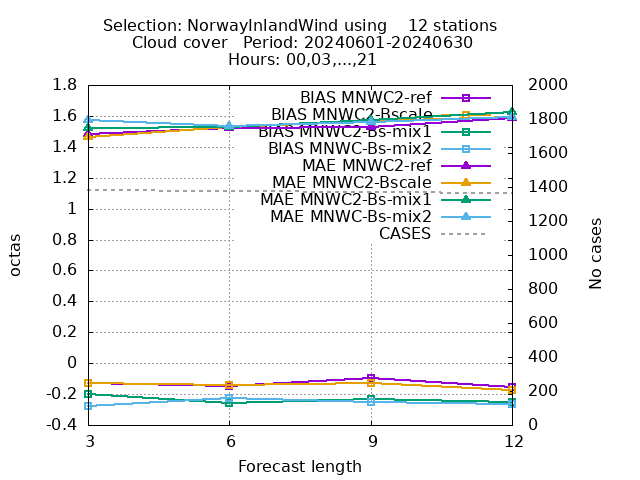 Selection: NorwayInlandWind using    12 stations
Cloud cover   Period: 20240601-20240630
Hours: 00,03,...,21
1.8
1.6
1.4
1.2
1
0.8
0.6
0.4
0.2
0
-0.2
-0.4
octas
BIAS MNWC2-ref
BIAS MNWC2-Bscale
BIAS MNWC-Bs-mix1
BIAS MNWC-Bs-mix2
MAE MNWC2-ref
MAE MNWC2-Bscale
MAE MNWC-Bs-mix1
MAE MNWC-Bs-mix2
CASES
2000
1800
1600
1400
1200
1000
800
600
400
200
0
No cases
3 6 9 12
Forecast length